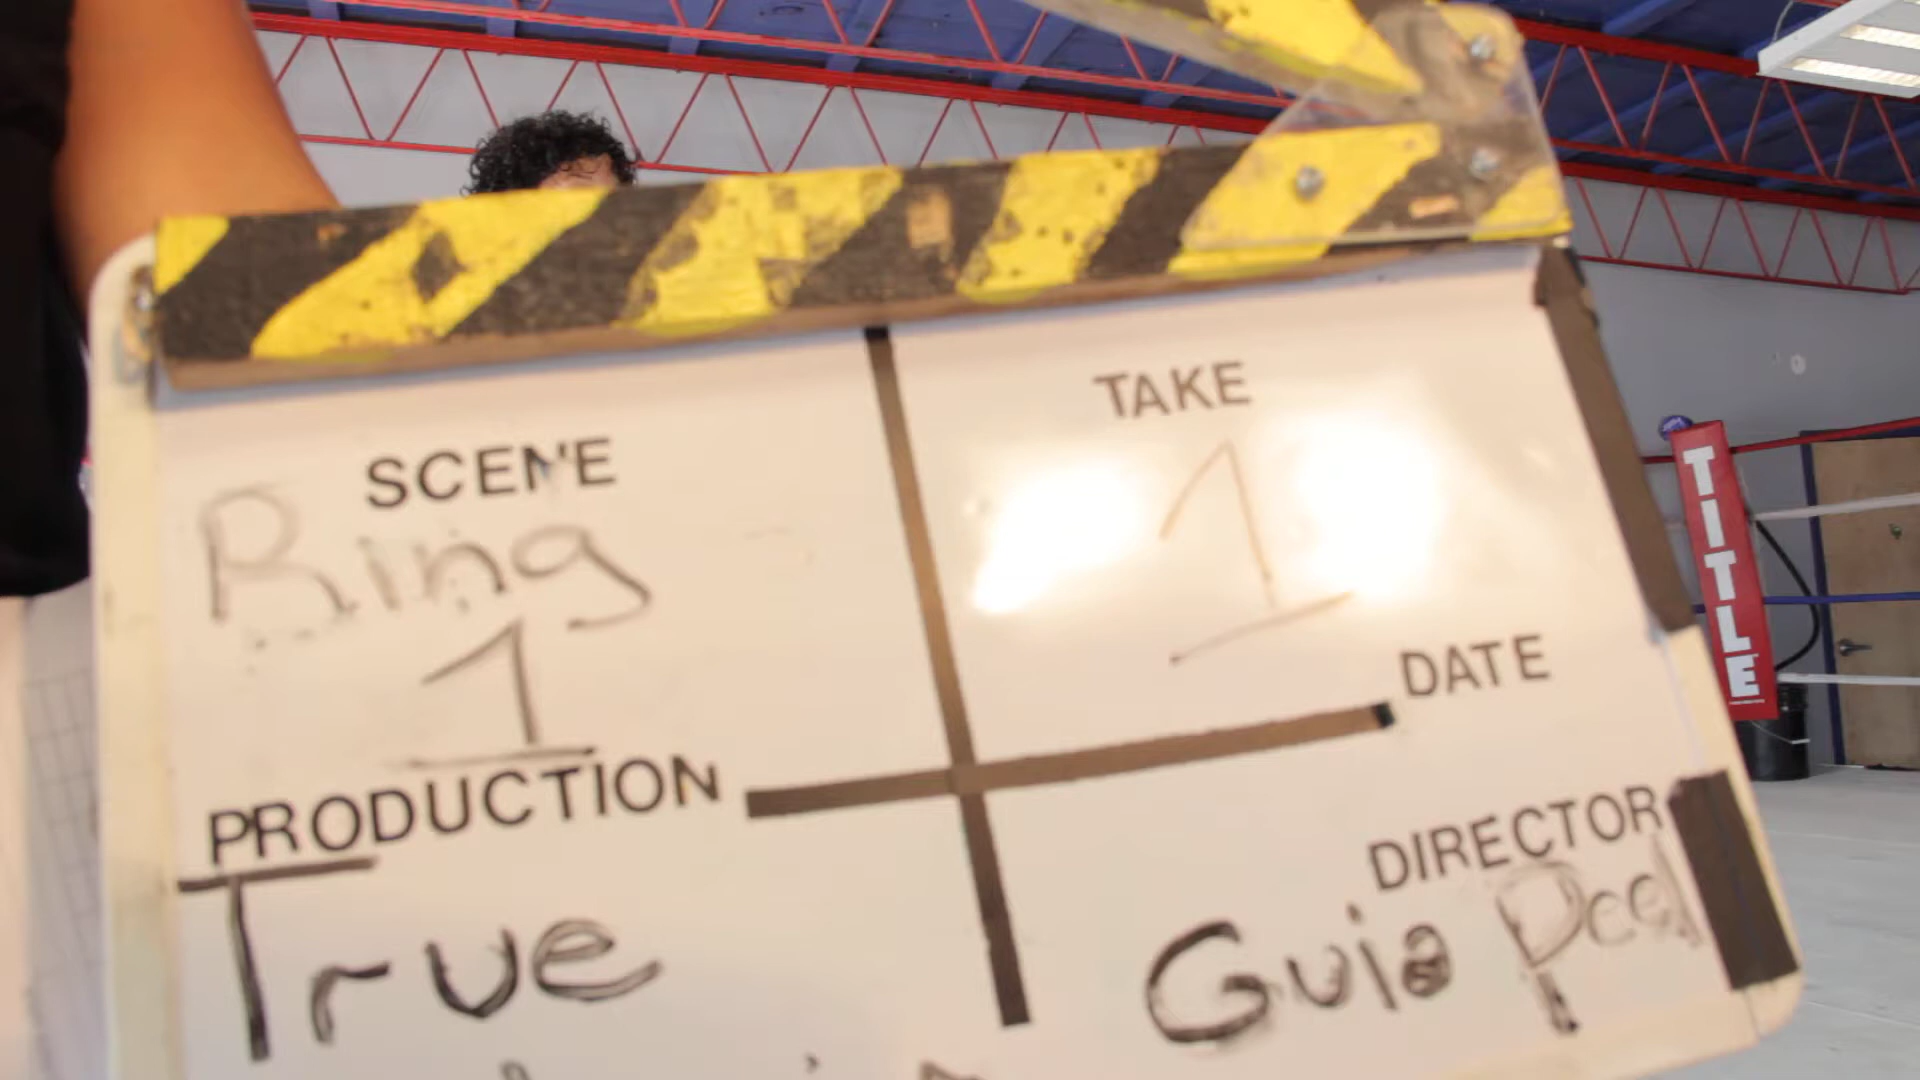 SCENE
Ring
1
TAKE
1
DATE
PRODUCTION
True
DIRECTOR
Guia Peel
TITLE